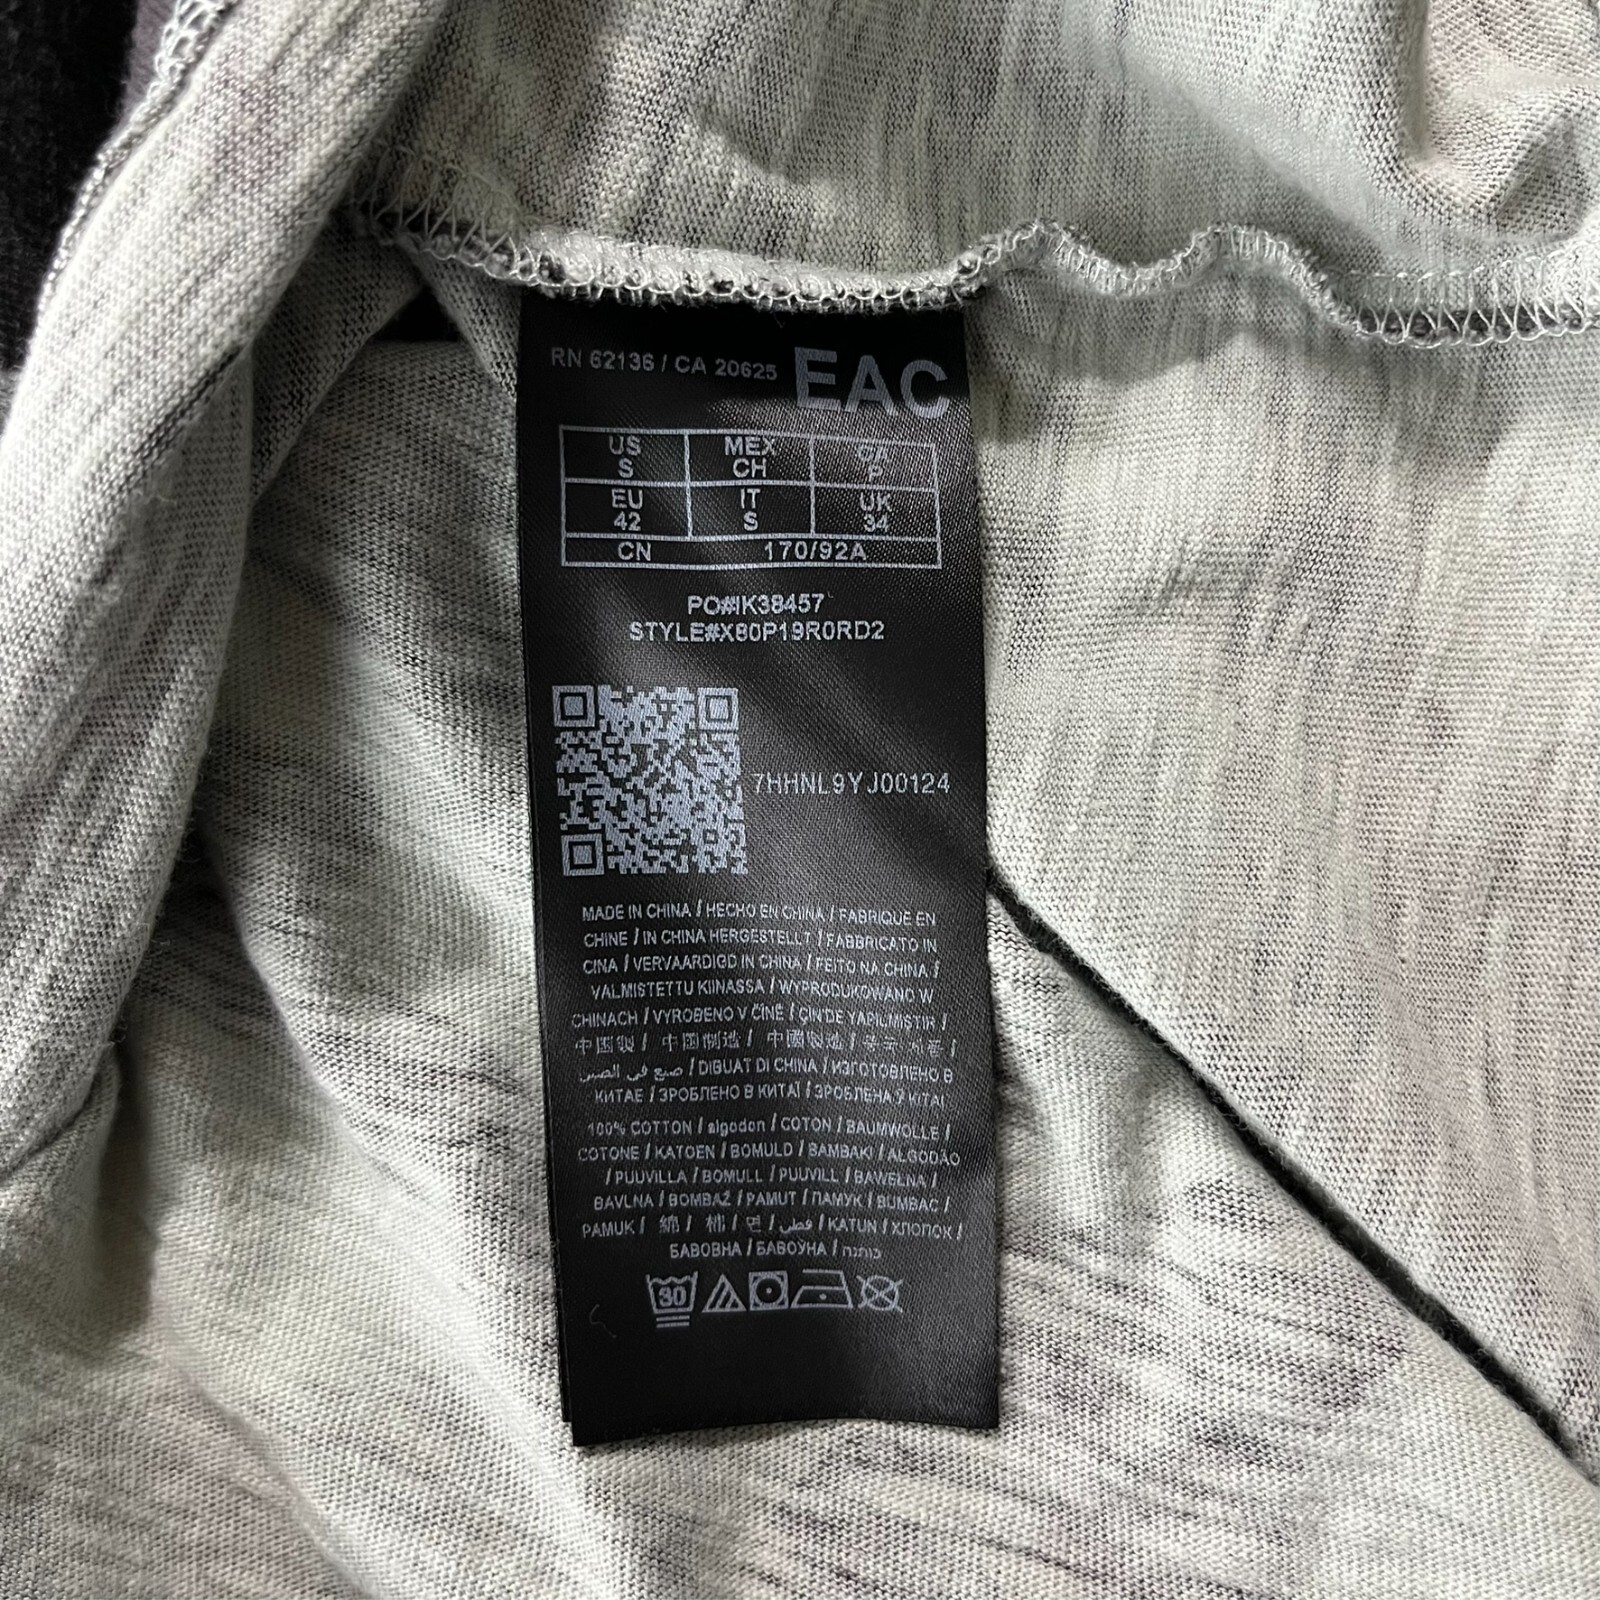 RN 62136 / CA 20625 EAC
US MEX CA
S CH P
EU IT UK
42 S 34
CN 170/92A
PO#IK38457
STYLE#X80P19R0RD2
7HHNL9YJ00124
MADE IN CHINA / HECHO EN CHINA / FABRIQUE EN
CHINE / IN CHINA HERGESTELLT / FABBRICATO IN
CINA / VERVAARDIGD IN CHINA / FEITO NA CHINA /
VALMISTETTU KIINASSA / WYPRODUKOWANO W
CHINACH / VYROBENO V ČÍNĚ / ÇİN'DE YAPILMIŞTIR /
中国製 / 中国制造 / 中國製造 /
صنع في الصين / DIBUAT DI CHINA / ИЗГОТОВЛЕНО В
КИТАЕ / ЗРОБЛЕНО В КИТАЇ / ЗРОБЛЕНА Ў КІТАІ
100% COTTON / algodon / COTON / BAUMWOLLE /
COTONE / KATOEN / BOMULD / BAMBAKI / ALGODÃO
/ PUUVILLA / BOMULL / PUUVILL / BAWEŁNA /
BAVLNA / BOMBAŽ / PAMUT / ПАМУК / BUMBAC /
PAMUK / 綿 / 棉 / 면 / قطن / KATUN / ХЛОПОК /
БАВОВНА / БАВОЎНА / כותנה
30